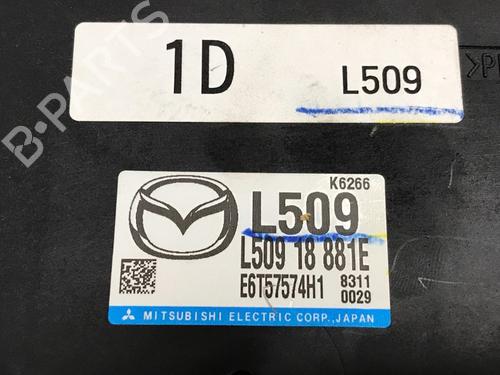 1D L509
K6266
L509
L509 18 881E
E6T57574H1 8311
0029
MITSUBISHI ELECTRIC CORP., JAPAN
B-PARTS